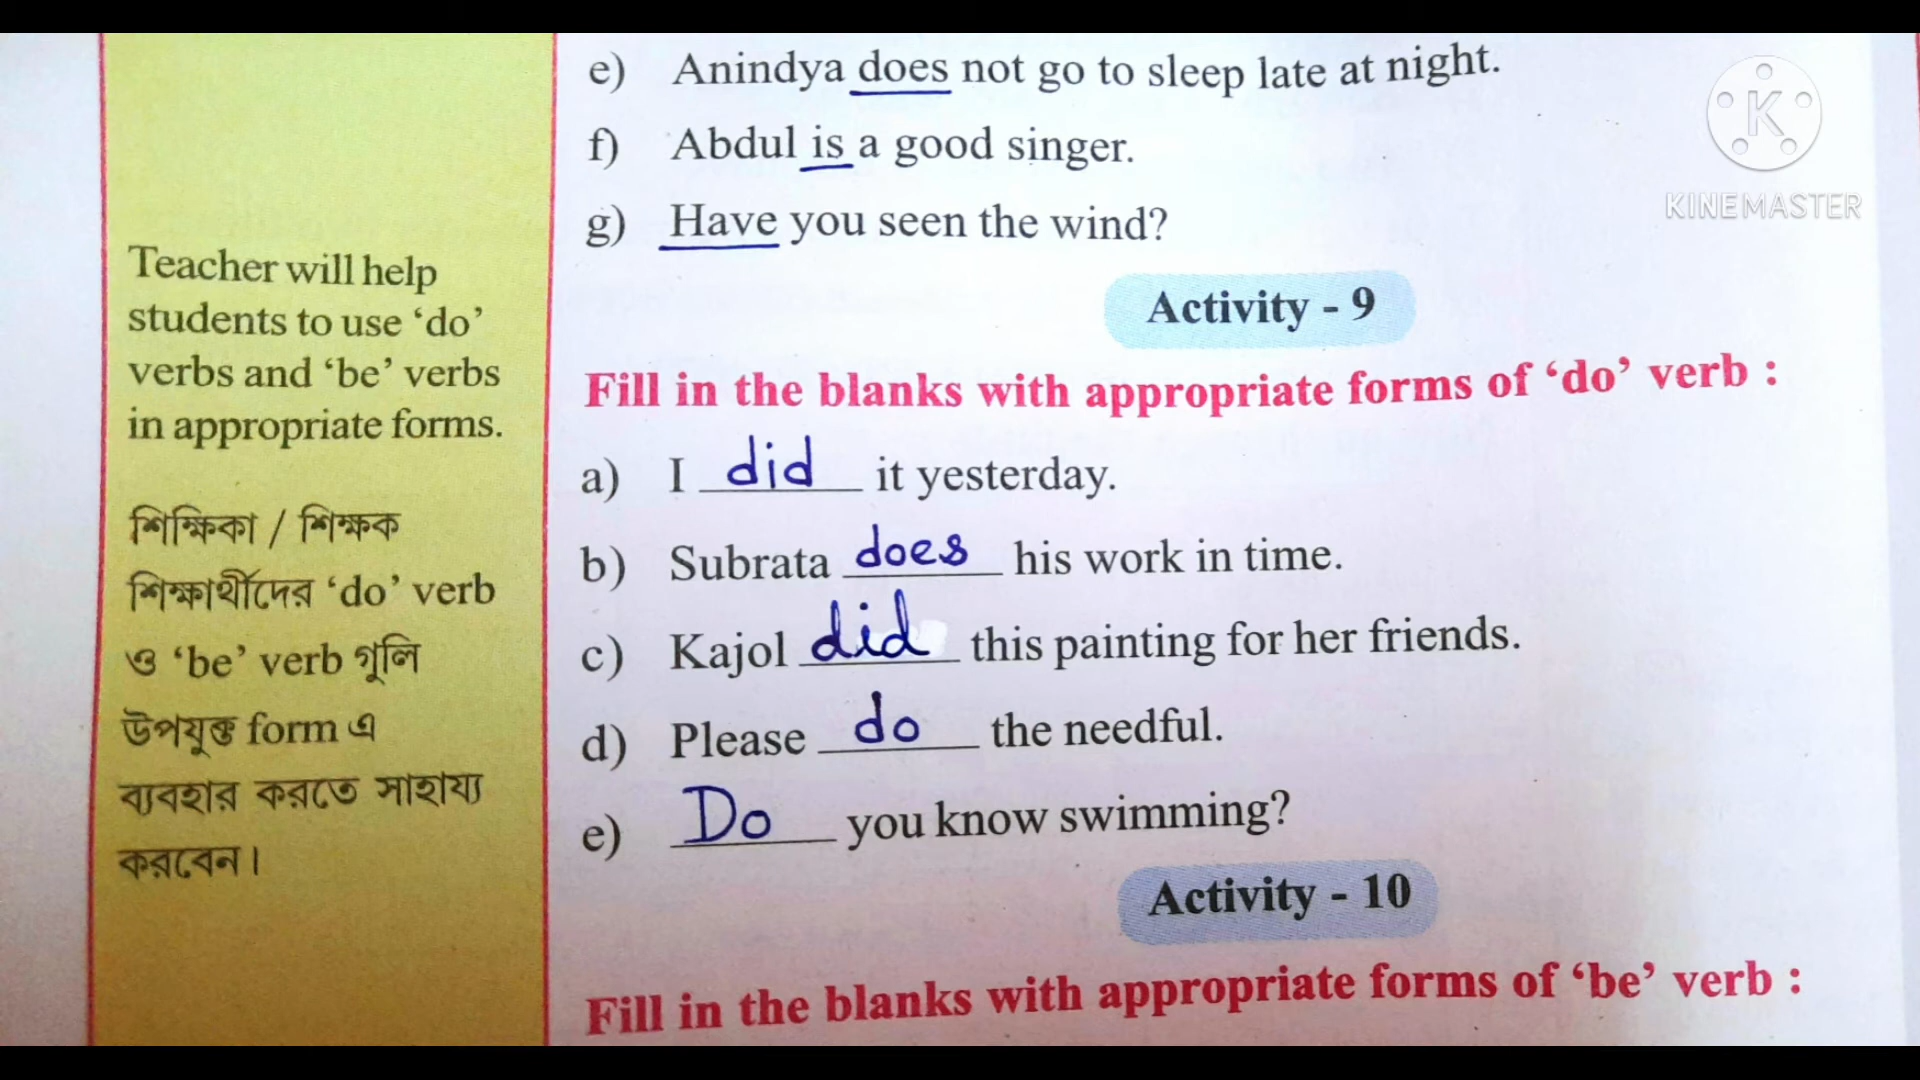 e) Anindya does not go to sleep late at night.
f) Abdul is a good singer.
g) Have you seen the wind?
K
KINEMASTER
Activity - 9
Fill in the blanks with appropriate forms of ‘do’ verb :
a) I did it yesterday.
b) Subrata does his work in time.
c) Kajol did this painting for her friends.
d) Please do the needful.
e) Do you know swimming?
Activity - 10
Fill in the blanks with appropriate forms of ‘be’ verb :
Teacher will help
students to use ‘do’
verbs and ‘be’ verbs
in appropriate forms.
শিক্ষিকা / শিক্ষক
শিক্ষার্থীদের ‘do’ verb
ও ‘be’ verb গুলি
উপযুক্ত form এ
ব্যবহার করতে সাহায্য
করবেন।